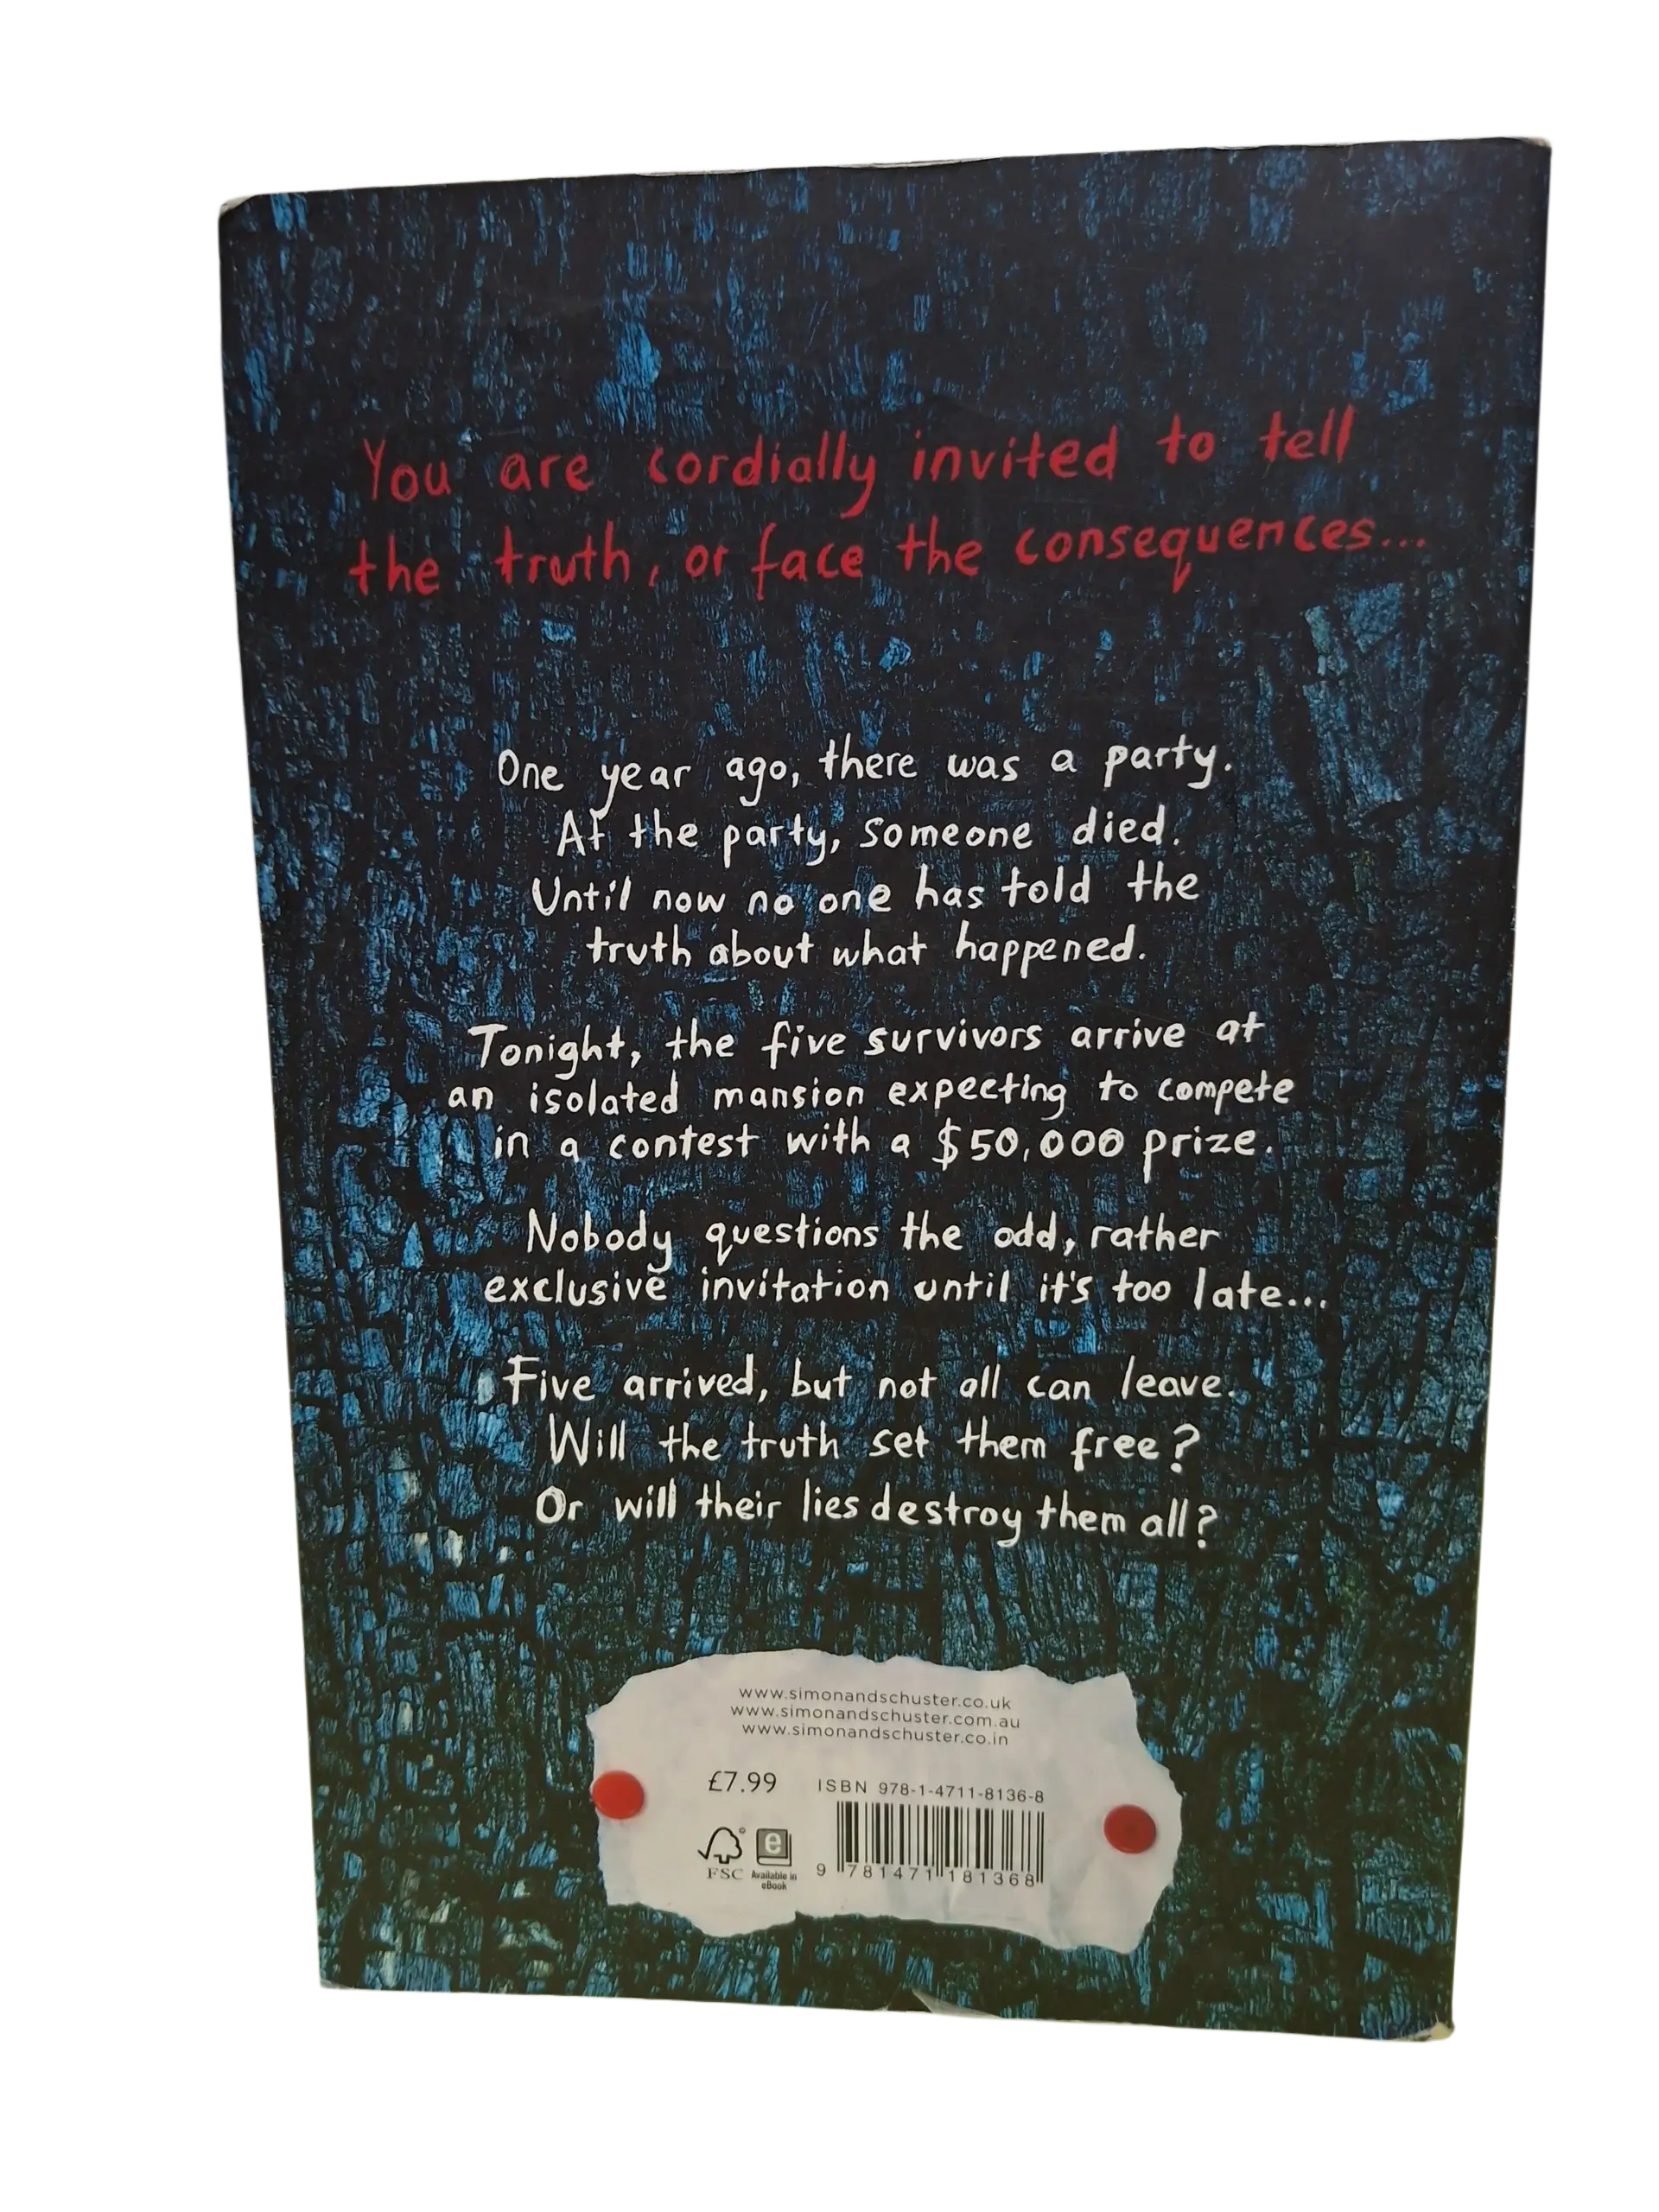 You are cordially invited to tell
the truth, or face the consequences...
One year ago, there was a party.
At the party, someone died.
Until now no one has told the
truth about what happened.
Tonight, the five survivors arrive at
an isolated mansion expecting to compete
in a contest with a $50,000 prize.
Nobody questions the odd, rather
exclusive invitation until it's too late...
Five arrived, but not all can leave.
Will the truth set them free?
Or will their lies destroy them all?
www.simonandschuster.co.uk
www.simonandschuster.com.au
www.simonandschuster.co.in
£7.99
ISBN 978-1-4711-8136-8
FSC
e
Available in
eBook
9 781471 181368